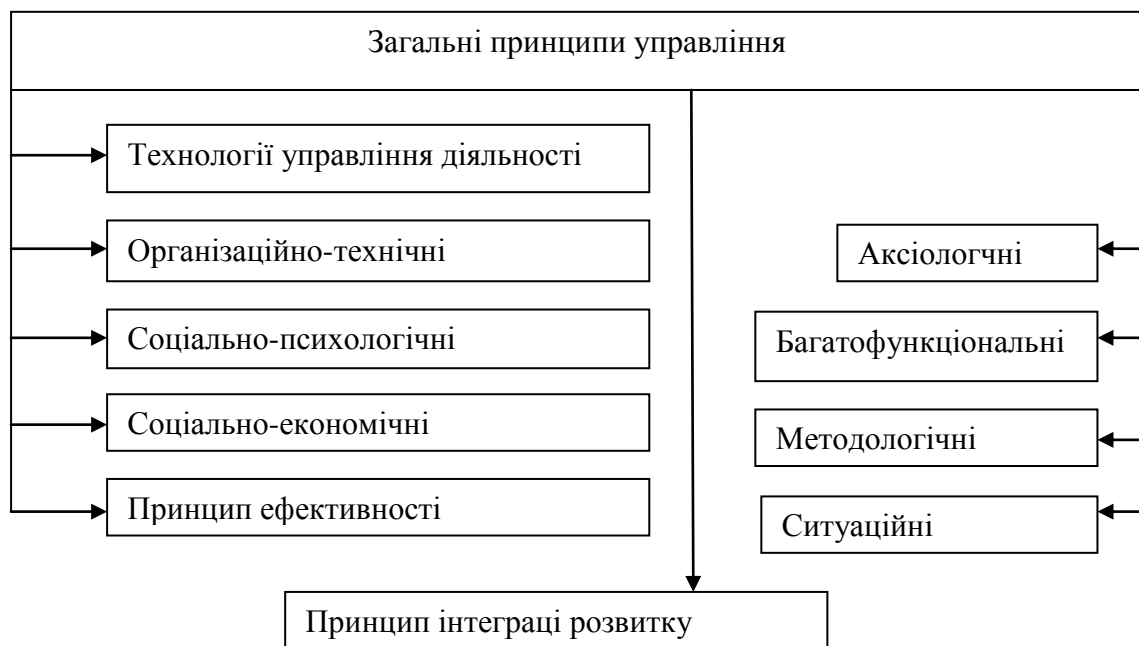 Загальні принципи управління
Технології управління діяльності
Організаційно-технічні
Соціально-психологічні
Соціально-економічні
Принцип ефективності
Аксіологчні
Багатофункціональні
Методологічні
Ситуаційні
Принцип інтеграці розвитку